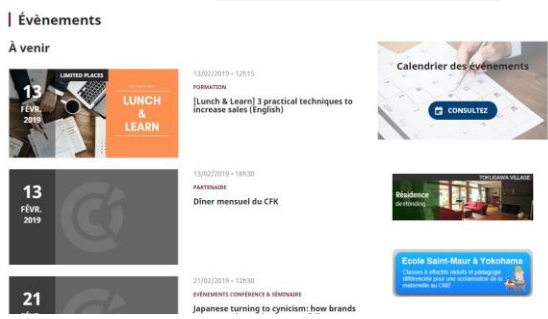 Évènements
À venir
LIMITED PLACES
13
FÉVR.
2019
LUNCH
&
LEARN
13/02/2019 • 12h15
FORMATION
[Lunch & Learn] 3 practical techniques to
increase sales (English)
Calendrier des événements
CONSULTEZ
13
FÉVR.
2019
13/02/2019 • 18h30
PARTENAIRE
Dîner mensuel du CFK
TOKUGAWA VILLAGE
Résidence
de standing
Ecole Saint-Maur à Yokohama
Classes à effectifs réduits et pédagogie
différenciée pour une scolarisation de la
maternelle au CM2
21
21/02/2019 • 12h30
EVÉNEMENTS CONFÉRENCE & SÉMINAIRE
Japanese turning to cynicism: how brands